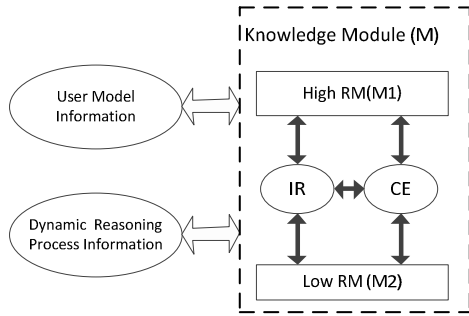 Knowledge Module (M)
High RM(M1)
User Model
Information
IR
CE
Dynamic Reasoning
Process Information
Low RM (M2)